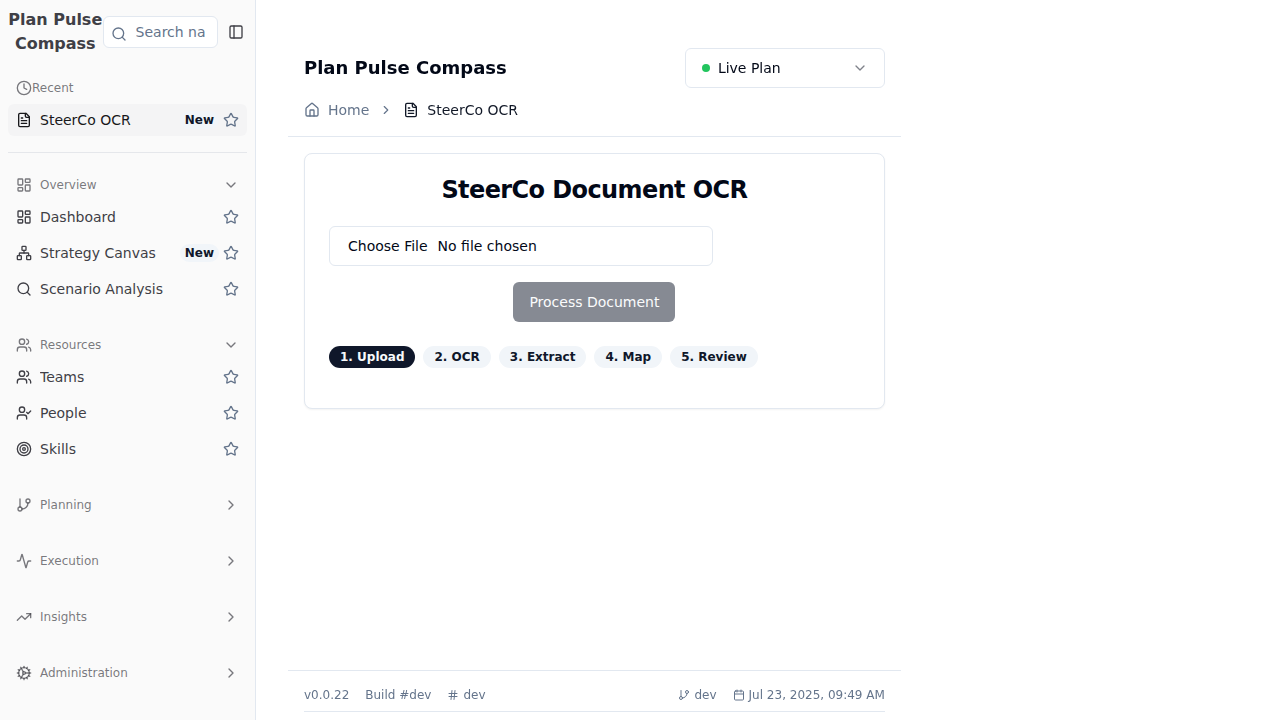 Plan Pulse
Compass
Search na
Recent
SteerCo OCR New
Overview
Dashboard
Strategy Canvas New
Scenario Analysis
Resources
Teams
People
Skills
Planning
Execution
Insights
Administration
Plan Pulse Compass
Live Plan
Home SteerCo OCR
SteerCo Document OCR
Choose File No file chosen
Process Document
1. Upload 2. OCR 3. Extract 4. Map 5. Review
v0.0.22 Build #dev # dev dev Jul 23, 2025, 09:49 AM